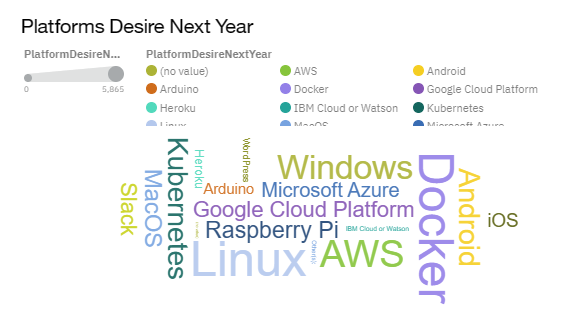 Platforms Desire Next Year
PlatformDesireN... PlatformDesireNextYear
(no value) AWS Android
Arduino Docker Google Cloud Platform
0 5,865
Heroku IBM Cloud or Watson Kubernetes
Linux MacOS Microsoft Azure
Slack
MacOS
Kubernetes
Heroku
WordPress
Windows
Arduino
Microsoft Azure
Google Cloud Platform
Raspberry Pi
IBM Cloud or Watson
Linux
Other(s):
AWS
Docker
Android
iOS